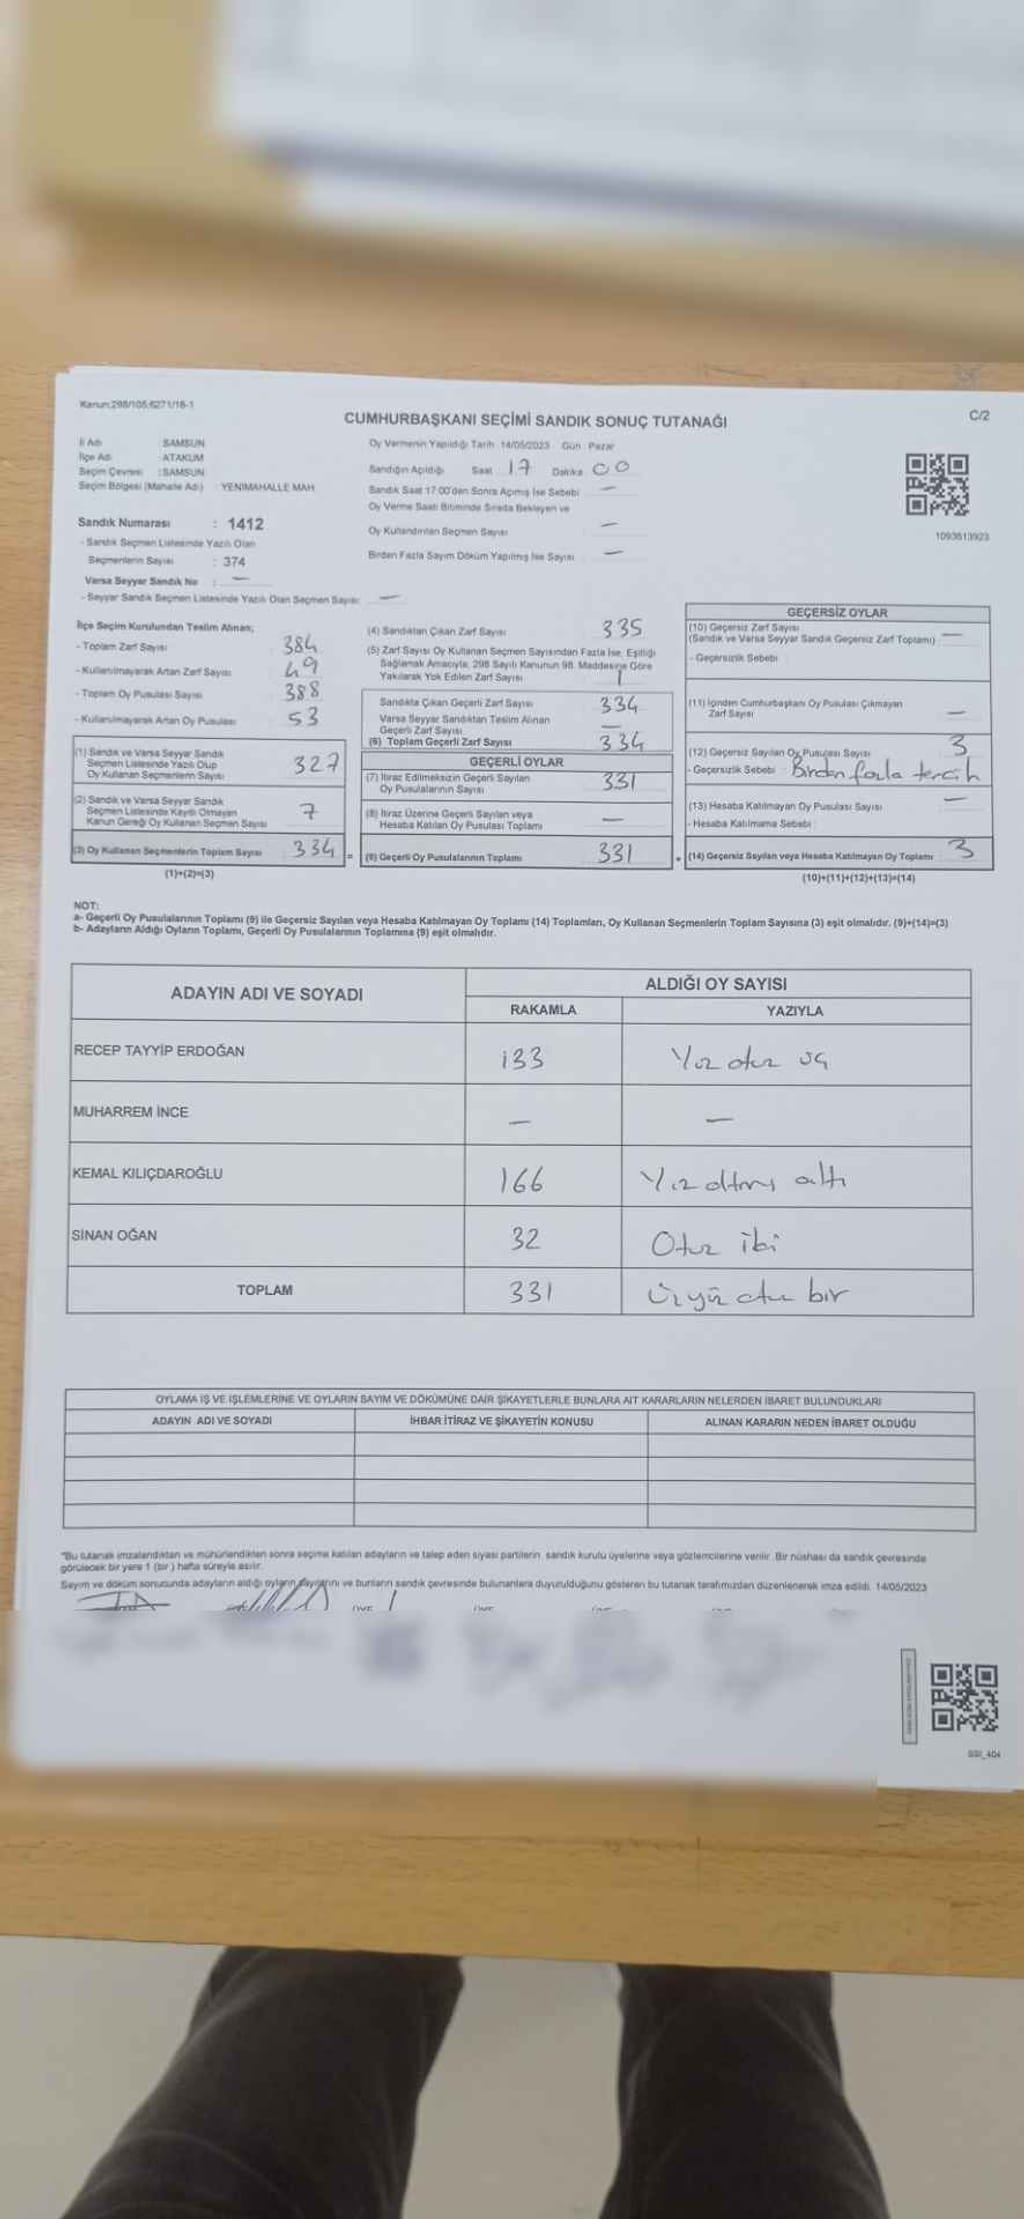 Kanun:298/105,6271/16-1
C/2
CUMHURBAŞKANI SEÇİMİ SANDIK SONUÇ TUTANAĞI
İl Adı : SAMSUN
İlçe Adı : ATAKUM
Seçim Çevresi : SAMSUN
Seçim Bölgesi (Mahalle Adı) : YENIMAHALLE MAH
Sandık Numarası : 1412
- Sandık Seçmen Listesinde Yazılı Olan
Seçmenlerin Sayısı : 374
Varsa Seyyar Sandık No : —
- Seyyar Sandık Seçmen Listesinde Yazılı Olan Seçmen Sayısı —
Oy Vermenin Yapıldığı Tarih 14/05/2023 Gün : Pazar
Sandığın Açıldığı Saat 17 Dakika 00
Sandık Saat 17:00'den Sonra Açımış İse Sebebi —
Oy Verme Saati Bitiminde Sırada Bekleyen ve
Oy Kullandırılan Seçmen Sayısı —
Birden Fazla Sayım Döküm Yapılmış İse Sayısı —
1093613923
İlçe Seçim Kurulundan Teslim Alınan;
- Toplam Zarf Sayısı 384
- Kullanılmayarak Artan Zarf Sayısı 49
- Toplam Oy Pusulası Sayısı 388
- Kullanılmayarak Artan Oy Pusulası 53
(1) Sandık ve Varsa Seyyar Sandık
Seçmen Listesinde Yazılı Olup
Oy Kullanan Seçmenlerin Sayısı 327
(2) Sandık ve Varsa Seyyar Sandık
Seçmen Listesinde Kayıtlı Olmayan
Kanun Gereği Oy Kullanan Seçmen Sayısı 7
(3) Oy Kullanan Seçmenlerin Toplam Sayısı 334 =
(1)+(2)=(3)
(4) Sandıktan Çıkan Zarf Sayısı 335
(5) Zarf Sayısı Oy Kullanan Seçmen Sayısından Fazla İse, Eşitliği
Sağlamak Amacıyla, 298 Sayılı Kanunun 98. Maddesine Göre
Yakılarak Yok Edilen Zarf Sayısı 1
Sandıkta Çıkan Geçerli Zarf Sayısı 334
Varsa Seyyar Sandıktan Teslim Alınan
Geçerli Zarf Sayısı —
(6) Toplam Geçerli Zarf Sayısı 334
GEÇERLİ OYLAR
(7) İtiraz Edilmeksizin Geçerli Sayılan
Oy Pusulalarının Sayısı 331
(8) İtiraz Üzerine Geçerli Sayılan veya
Hesaba Katılan Oy Pusulası Toplamı —
(9) Geçerli Oy Pusulalarının Toplamı 331 +
GEÇERSİZ OYLAR
(10) Geçersiz Zarf Sayısı
(Sandık ve Varsa Seyyar Sandık Geçersiz Zarf Toplamı) —
- Geçersizlik Sebebi
(11) İçinden Cumhurbaşkanı Oy Pusulası Çıkmayan
Zarf Sayısı —
(12) Geçersiz Sayılan Oy Pusulası Sayısı 3
- Geçersizlik Sebebi Birden fazla tercih
(13) Hesaba Katılmayan Oy Pusulası Sayısı —
- Hesaba Katılmama Sebebi
(14) Geçersiz Sayılan veya Hesaba Katılmayan Oy Toplamı 3
(10)+(11)+(12)+(13)=(14)
NOT:
a- Geçerli Oy Pusulalarının Toplamı (9) ile Geçersiz Sayılan veya Hesaba Katılmayan Oy Toplamı (14) Toplamları, Oy Kullanan Seçmenlerin Toplam Sayısına (3) eşit olmalıdır. (9)+(14)=(3)
b- Adayların Aldığı Oyların Toplamı, Geçerli Oy Pusulalarının Toplamına (9) eşit olmalıdır.
ADAYIN ADI VE SOYADI ALDIĞI OY SAYISI
RAKAMLA YAZIYLA
RECEP TAYYİP ERDOĞAN 133 Yüz otuz üç
MUHARREM İNCE — —
KEMAL KILIÇDAROĞLU 166 Yüz altmış altı
SİNAN OĞAN 32 Otuz iki
TOPLAM 331 Üçyüz otuz bir
OYLAMA İŞ VE İŞLEMLERİNE VE OYLARIN SAYIM VE DÖKÜMÜNE DAİR ŞİKAYETLERLE BUNLARA AİT KARARLARIN NELERDEN İBARET BULUNDUKLARI
ADAYIN ADI VE SOYADI İHBAR İTİRAZ VE ŞİKAYETİN KONUSU ALINAN KARARIN NEDEN İBARET OLDUĞU
*Bu tutanak imzalandıktan ve mühürlendikten sonra seçime katılan adayların ve talep eden siyasi partilerin, sandık kurulu üyelerine veya gözlemcilerine verilir. Bir nüshası da sandık çevresinde
görülecek bir yere 1 (bir) hafta süreyle asılır.
Sayım ve döküm sonucunda adayların aldığı oyların sayılarını ve bunların sandık çevresinde bulunanlara duyurulduğunu gösteren bu tutanak tarafımızdan düzenlenerek imza edildi. 14/05/2023
SSI_404